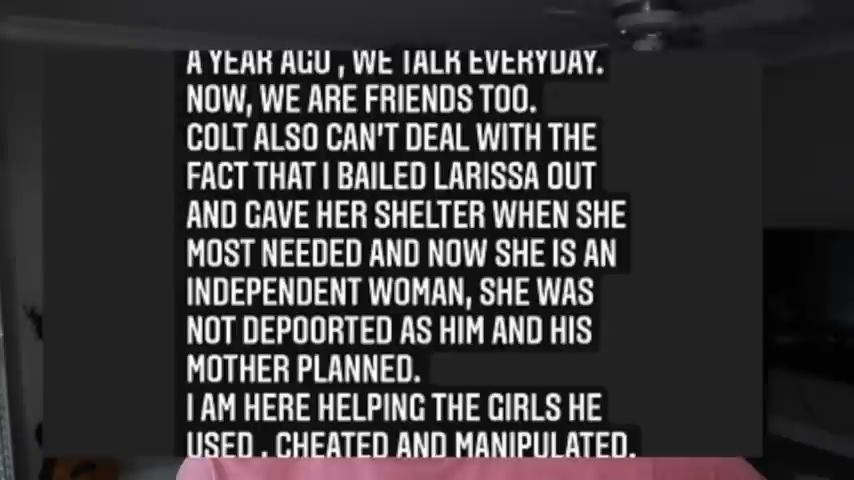 A YEAR AGO , WE TALK EVERYDAY.
NOW, WE ARE FRIENDS TOO.
COLT ALSO CAN'T DEAL WITH THE
FACT THAT I BAILED LARISSA OUT
AND GAVE HER SHELTER WHEN SHE
MOST NEEDED AND NOW SHE IS AN
INDEPENDENT WOMAN, SHE WAS
NOT DEPOORTED AS HIM AND HIS
MOTHER PLANNED.
I AM HERE HELPING THE GIRLS HE
USED , CHEATED AND MANIPULATED.